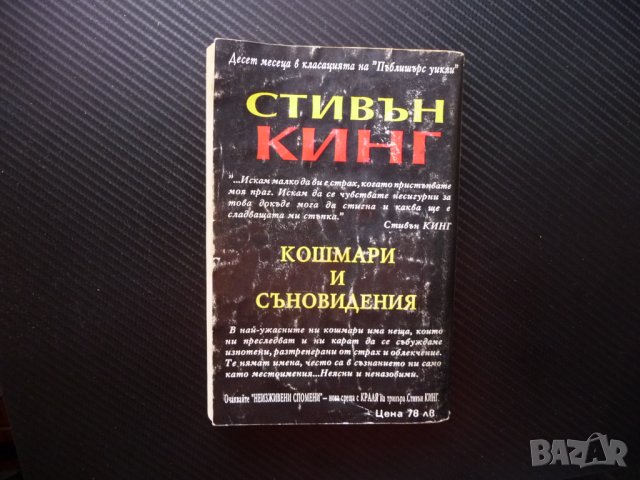 Десет месеца в класацията на "Пъблишърс уикли"
СТИВЪН
КИНГ
"...Искам малко да ви е страх, когато пристъпвате
моя праг. Искам да се чувствате несигурни за
това докъде мога да стигна и каква ще е
сладващата ми стъпка."
Стивън КИНГ
КОШМАРИ
И
СЪНОВИДЕНИЯ
В най-ужасните ни кошмари има неща, които
ни преследват и ни карат да се събуждаме
изпотени, разтреперани от страх и облекчение.
Те нямат имена, често са в съзнанието ни само
като местоимения...Неясни и неназовими.
Очаквайте "НЕИЗЖИВЕНИ СПОМЕНИ" – нова среща с КРАЛЯ на трилъра Стивън КИНГ.
Цена 78 лв
BAZAR